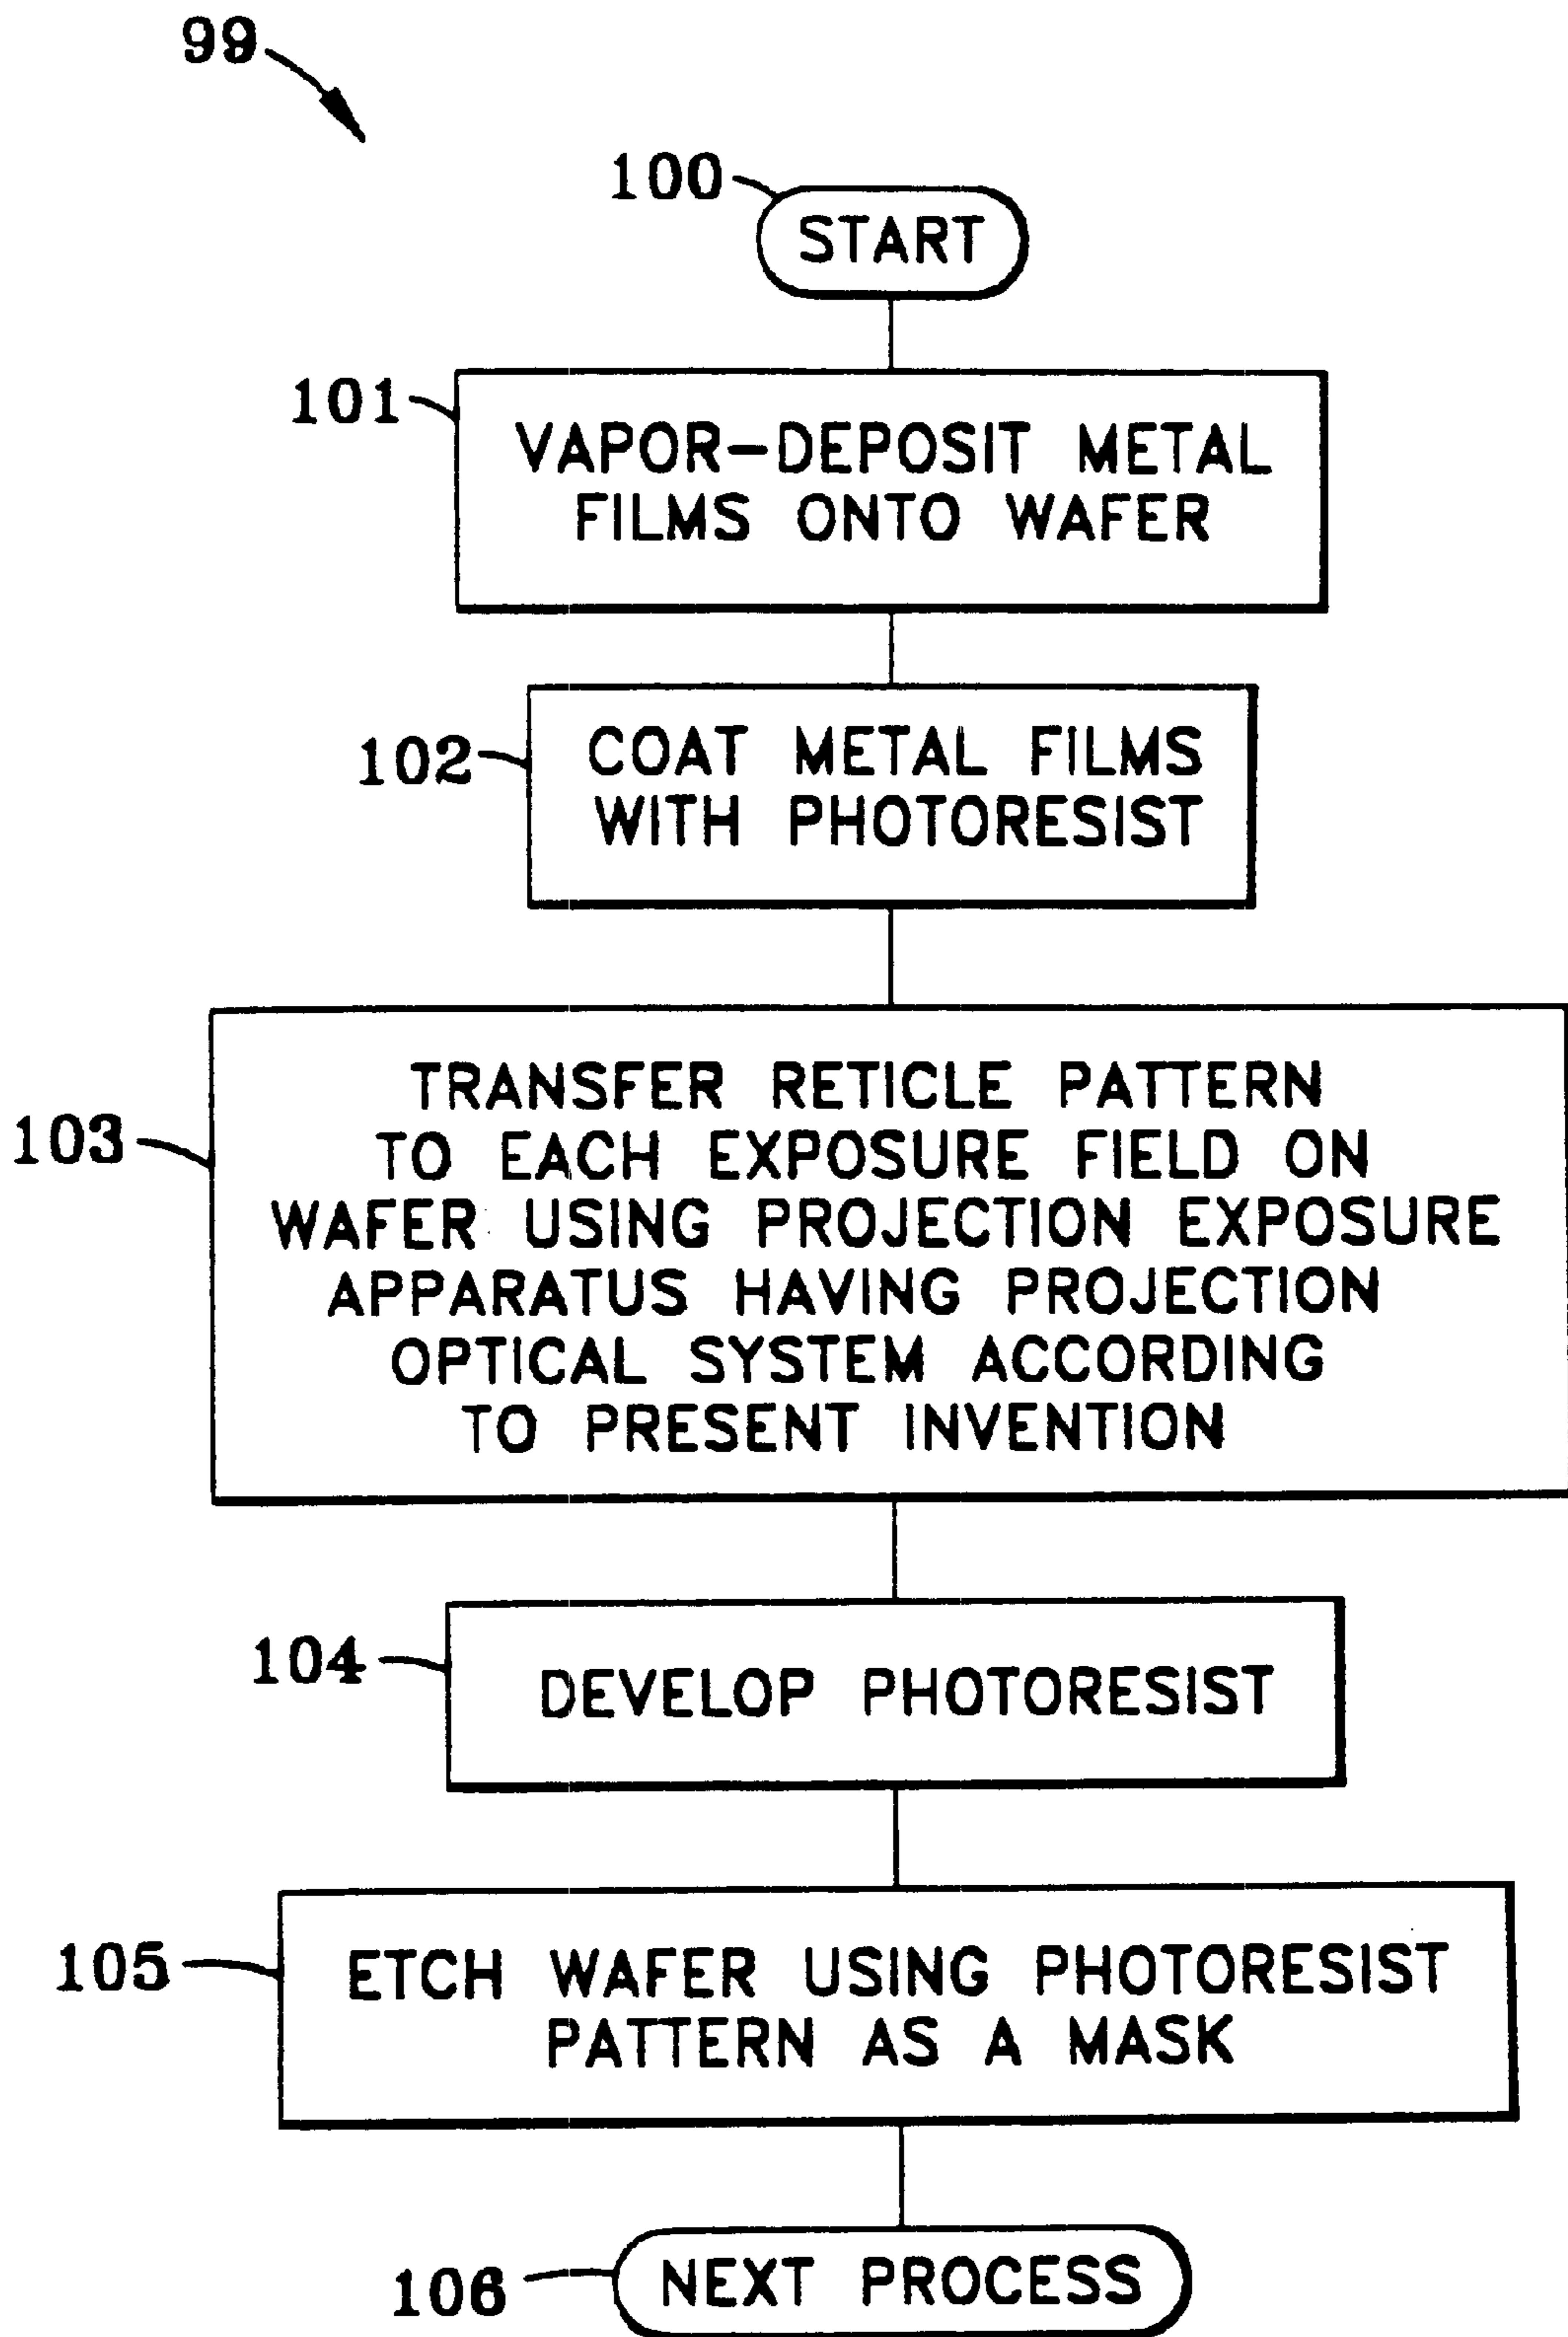 99
100
START
101
VAPOR-DEPOSIT METAL
FILMS ONTO WAFER
102
COAT METAL FILMS
WITH PHOTORESIST
103
TRANSFER RETICLE PATTERN
TO EACH EXPOSURE FIELD ON
WAFER USING PROJECTION EXPOSURE
APPARATUS HAVING PROJECTION
OPTICAL SYSTEM ACCORDING
TO PRESENT INVENTION
104
DEVELOP PHOTORESIST
105
ETCH WAFER USING PHOTORESIST
PATTERN AS A MASK
106
NEXT PROCESS